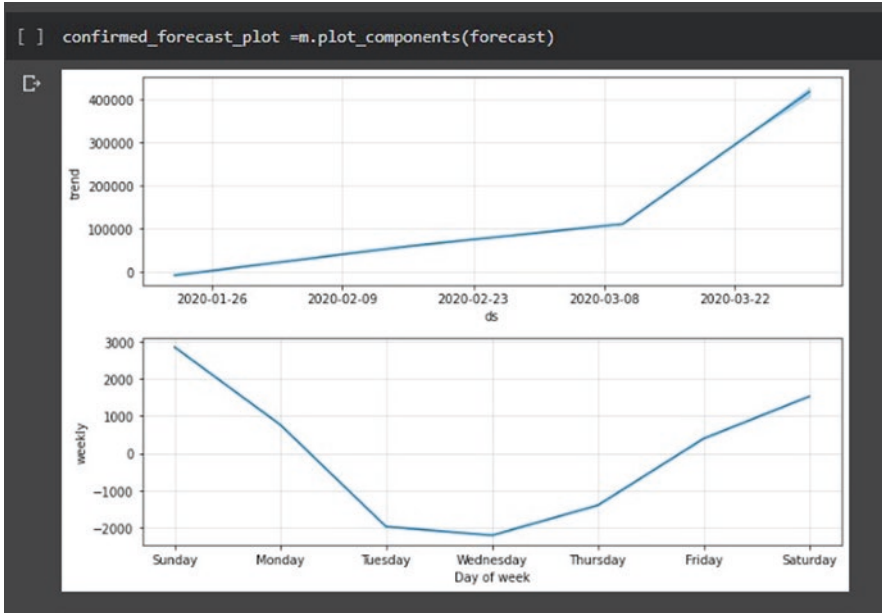 [ ] confirmed_forecast_plot =m.plot_components(forecast)
400000
300000
200000
100000
0
trend
2020-01-26 2020-02-09 2020-02-23 2020-03-08 2020-03-22
ds
3000
2000
1000
0
−1000
−2000
weekly
Sunday Monday Tuesday Wednesday Thursday Friday Saturday
Day of week